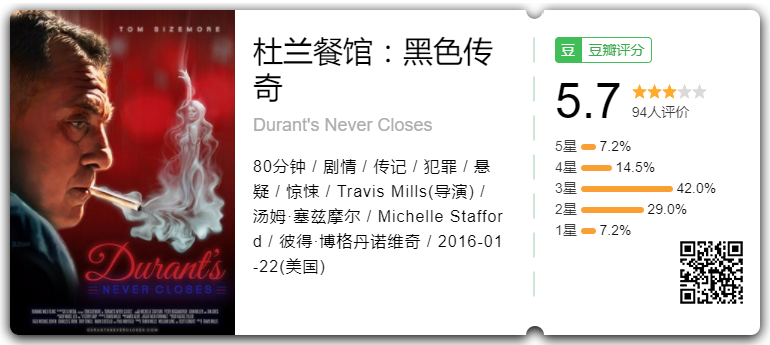 TOM SIZEMORE
Durant's
NEVER CLOSES
DURANTSNEVERCLOSES.COM
杜兰餐馆：黑色传
奇
Durant's Never Closes
80分钟 / 剧情 / 传记 / 犯罪 / 悬
疑 / 惊悚 / Travis Mills(导演) /
汤姆·塞兹摩尔 / Michelle Staffor
d / 彼得·博格丹诺维奇 / 2016-01
-22(美国)
豆 豆瓣评分
5.7
94人评价
5星 7.2%
4星 14.5%
3星 42.0%
2星 29.0%
1星 7.2%